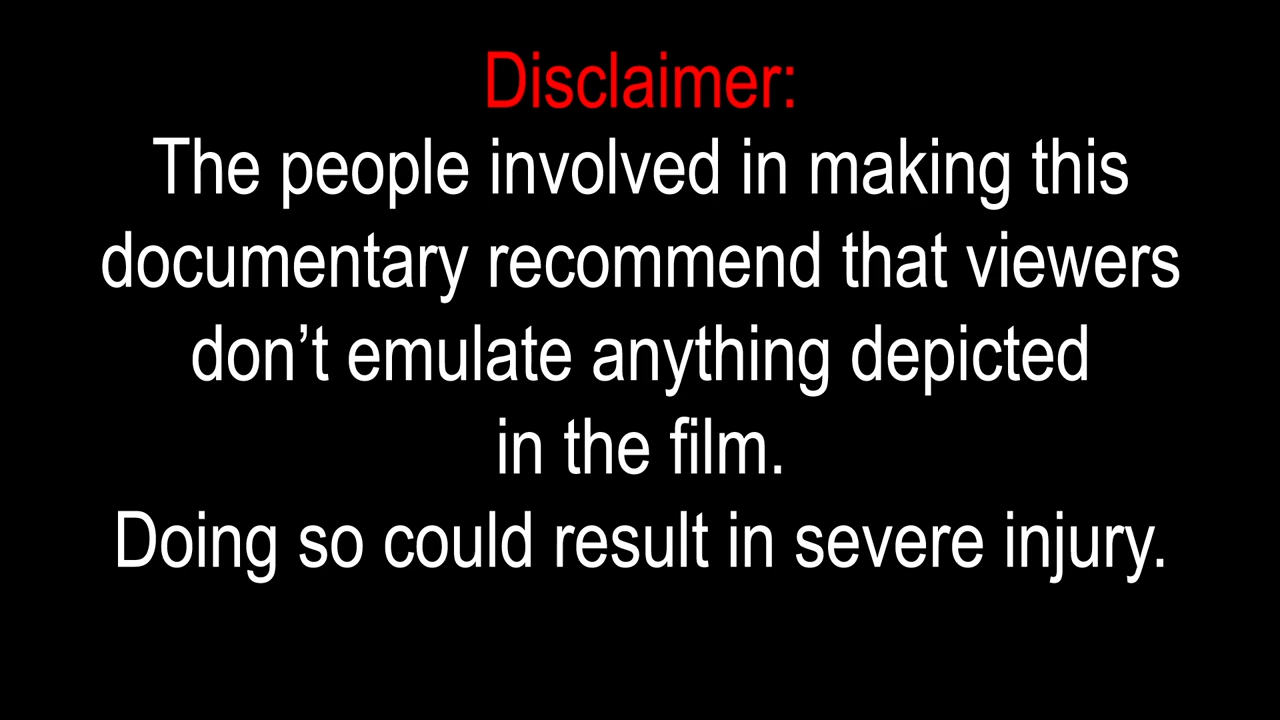 Disclaimer:
The people involved in making this
documentary recommend that viewers
don’t emulate anything depicted
in the film.
Doing so could result in severe injury.